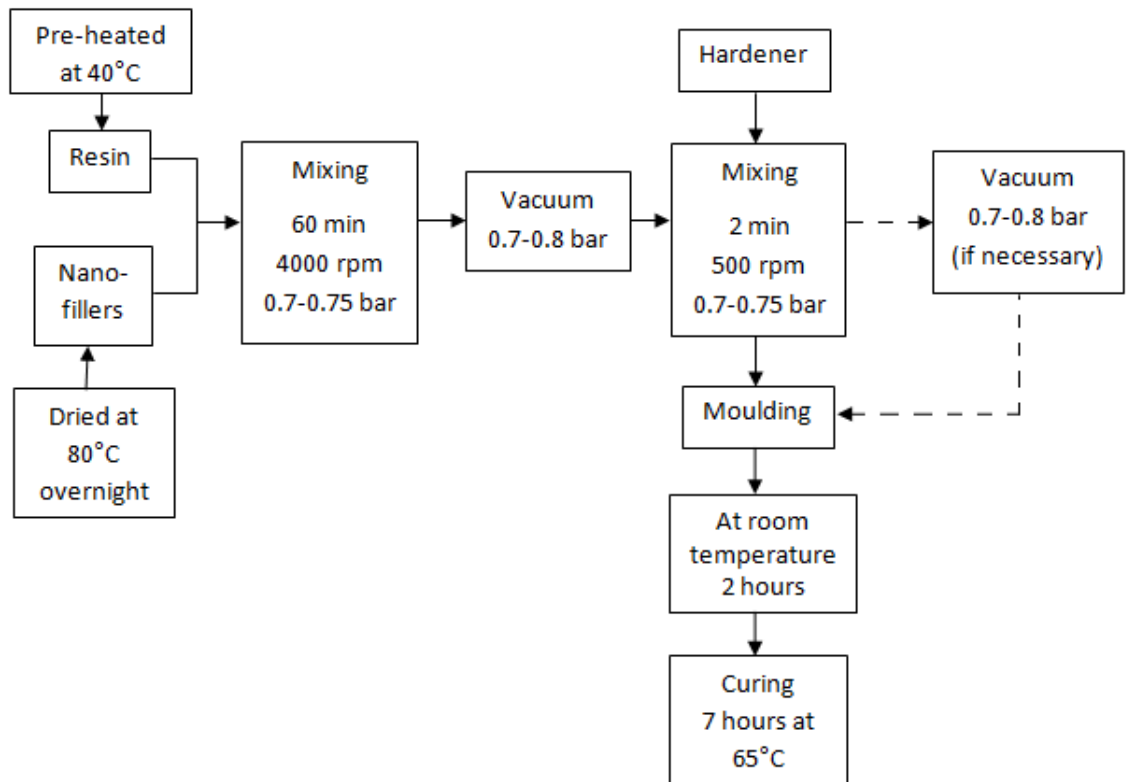 Pre-heated
at 40°C
Resin
Nano-
fillers
Dried at
80°C
overnight
Mixing
60 min
4000 rpm
0.7-0.75 bar
Vacuum
0.7-0.8 bar
Hardener
Mixing
2 min
500 rpm
0.7-0.75 bar
Vacuum
0.7-0.8 bar
(if necessary)
Moulding
At room
temperature
2 hours
Curing
7 hours at
65°C